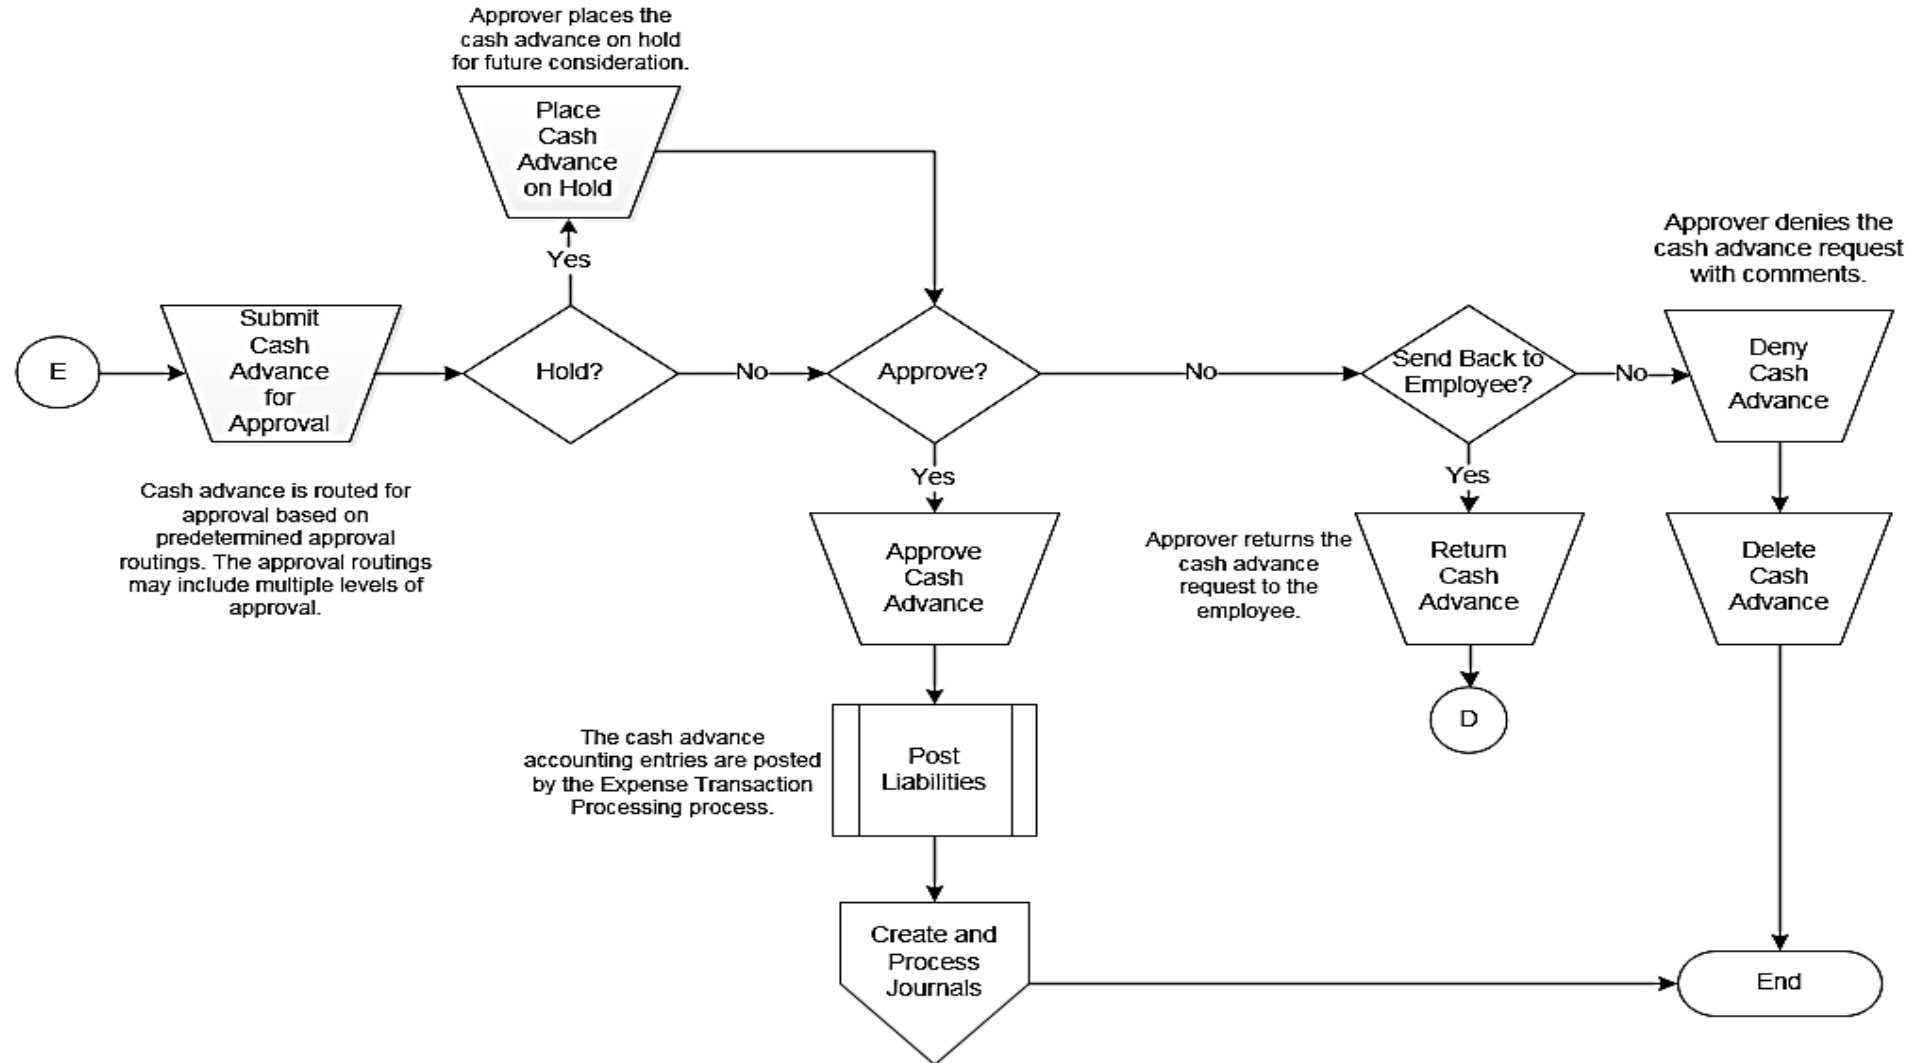 Approver places the
cash advance on hold
for future consideration.
Place
Cash
Advance
on Hold
Yes
Approver denies the
cash advance request
with comments.
E
Submit
Cash
Advance
for
Approval
Hold?
No
Approve?
No
Send Back to
Employee?
No
Deny
Cash
Advance
Cash advance is routed for
approval based on
predetermined approval
routings. The approval routings
may include multiple levels of
approval.
Yes
Approve
Cash
Advance
Yes
Approver returns the
cash advance
request to the
employee.
Return
Cash
Advance
Delete
Cash
Advance
D
The cash advance
accounting entries are posted
by the Expense Transaction
Processing process.
Post
Liabilities
Create and
Process
Journals
End